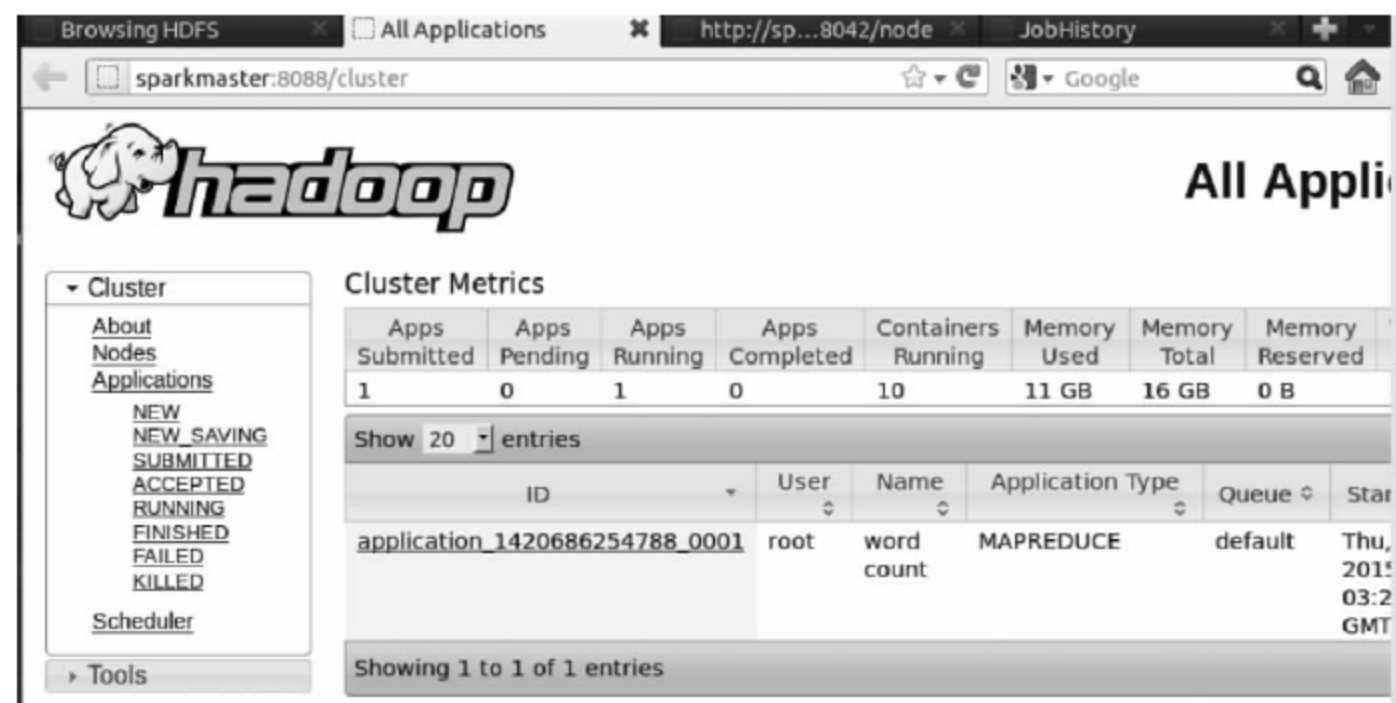 Browsing HDFS All Applications http://sp...8042/node JobHistory
sparkmaster:8088/cluster Google
hadoop
All Appli
Cluster
About
Nodes
Applications
NEW
NEW_SAVING
SUBMITTED
ACCEPTED
RUNNING
FINISHED
FAILED
KILLED
Scheduler
Tools
Cluster Metrics
Apps Apps Apps Apps Containers Memory Memory Memory
Submitted Pending Running Completed Running Used Total Reserved
1 0 1 0 10 11 GB 16 GB 0 B
Show 20 entries
ID User Name Application Type Queue Star
application_1420686254788_0001 root word MAPREDUCE default Thu,
count 2015
03:2
GMT
Showing 1 to 1 of 1 entries